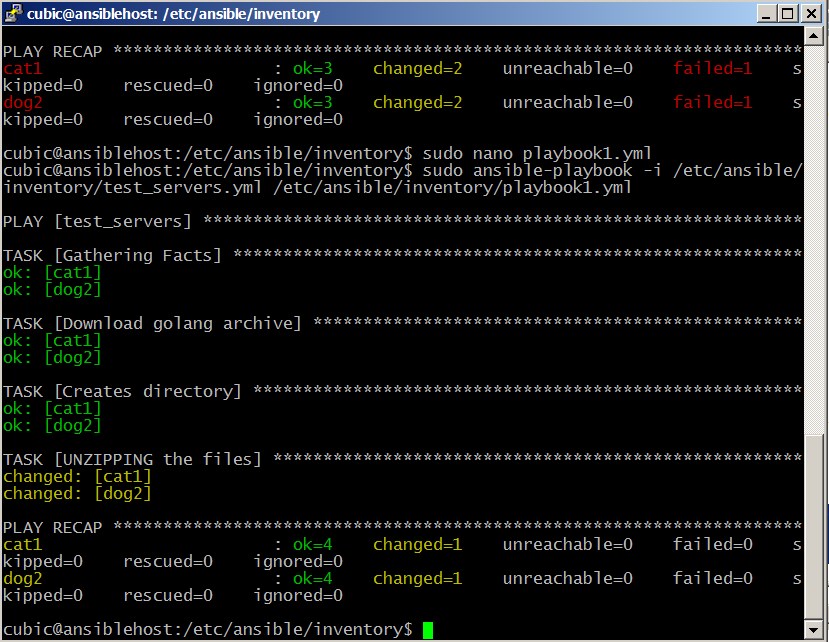 cubic@ansiblehost: /etc/ansible/inventory
PLAY RECAP *********************************************************************
cat1                       : ok=3    changed=2    unreachable=0    failed=1    s
kipped=0    rescued=0    ignored=0
dog2                       : ok=3    changed=2    unreachable=0    failed=1    s
kipped=0    rescued=0    ignored=0
cubic@ansiblehost:/etc/ansible/inventory$ sudo nano playbook1.yml
cubic@ansiblehost:/etc/ansible/inventory$ sudo ansible-playbook -i /etc/ansible/
inventory/test_servers.yml /etc/ansible/inventory/playbook1.yml
PLAY [test_servers] ************************************************************
TASK [Gathering Facts] *********************************************************
ok: [cat1]
ok: [dog2]
TASK [Download golang archive] *************************************************
ok: [cat1]
ok: [dog2]
TASK [Creates directory] *******************************************************
ok: [cat1]
ok: [dog2]
TASK [UNZIPPING the files] *****************************************************
changed: [cat1]
changed: [dog2]
PLAY RECAP *********************************************************************
cat1                       : ok=4    changed=1    unreachable=0    failed=0    s
kipped=0    rescued=0    ignored=0
dog2                       : ok=4    changed=1    unreachable=0    failed=0    s
kipped=0    rescued=0    ignored=0
cubic@ansiblehost:/etc/ansible/inventory$